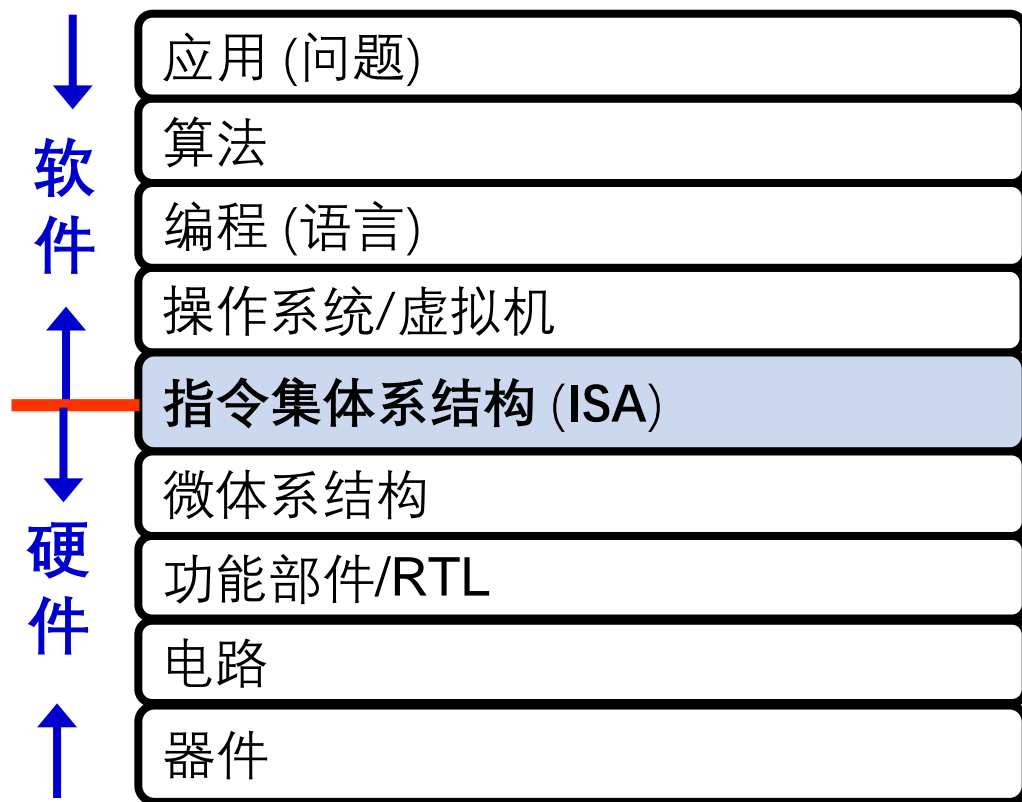 应用 (问题)
算法
编程 (语言)
操作系统/虚拟机
指令集体系结构 (ISA)
微体系结构
功能部件/RTL
电路
器件
软件
硬件